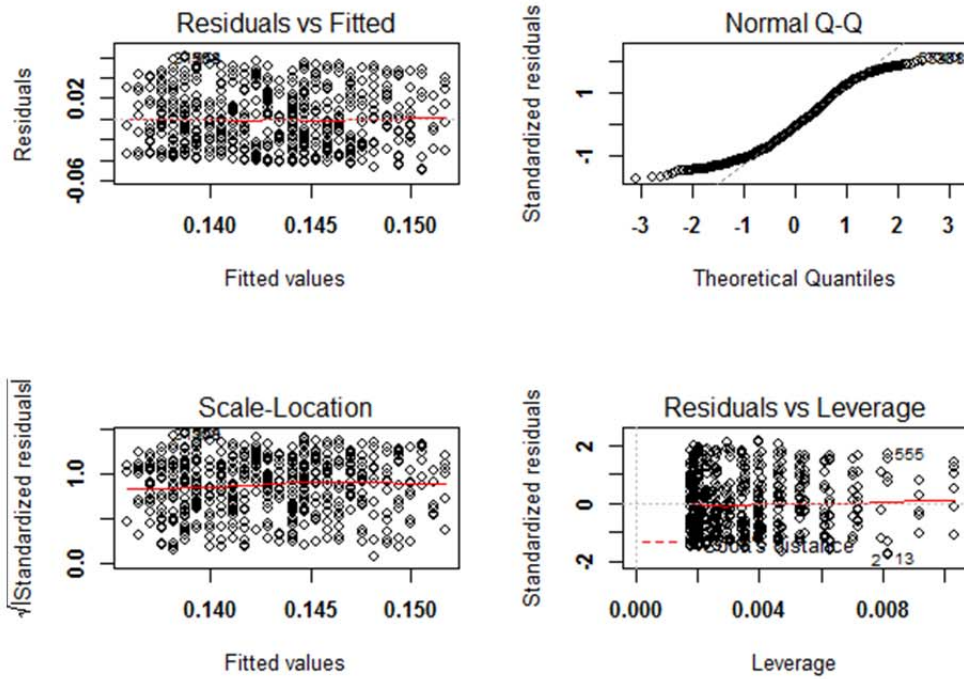 Residuals vs Fitted
Residuals
0.02
-0.06
0.140 0.145 0.150
Fitted values
Normal Q-Q
Standardized residuals
1
-1
-3 -2 -1 0 1 2 3
Theoretical Quantiles
Scale-Location
√|Standardized residuals|
1.0
0.0
0.140 0.145 0.150
Fitted values
Residuals vs Leverage
Standardized residuals
2
0
-2
555
Cook's distance
2 13
0.000 0.004 0.008
Leverage